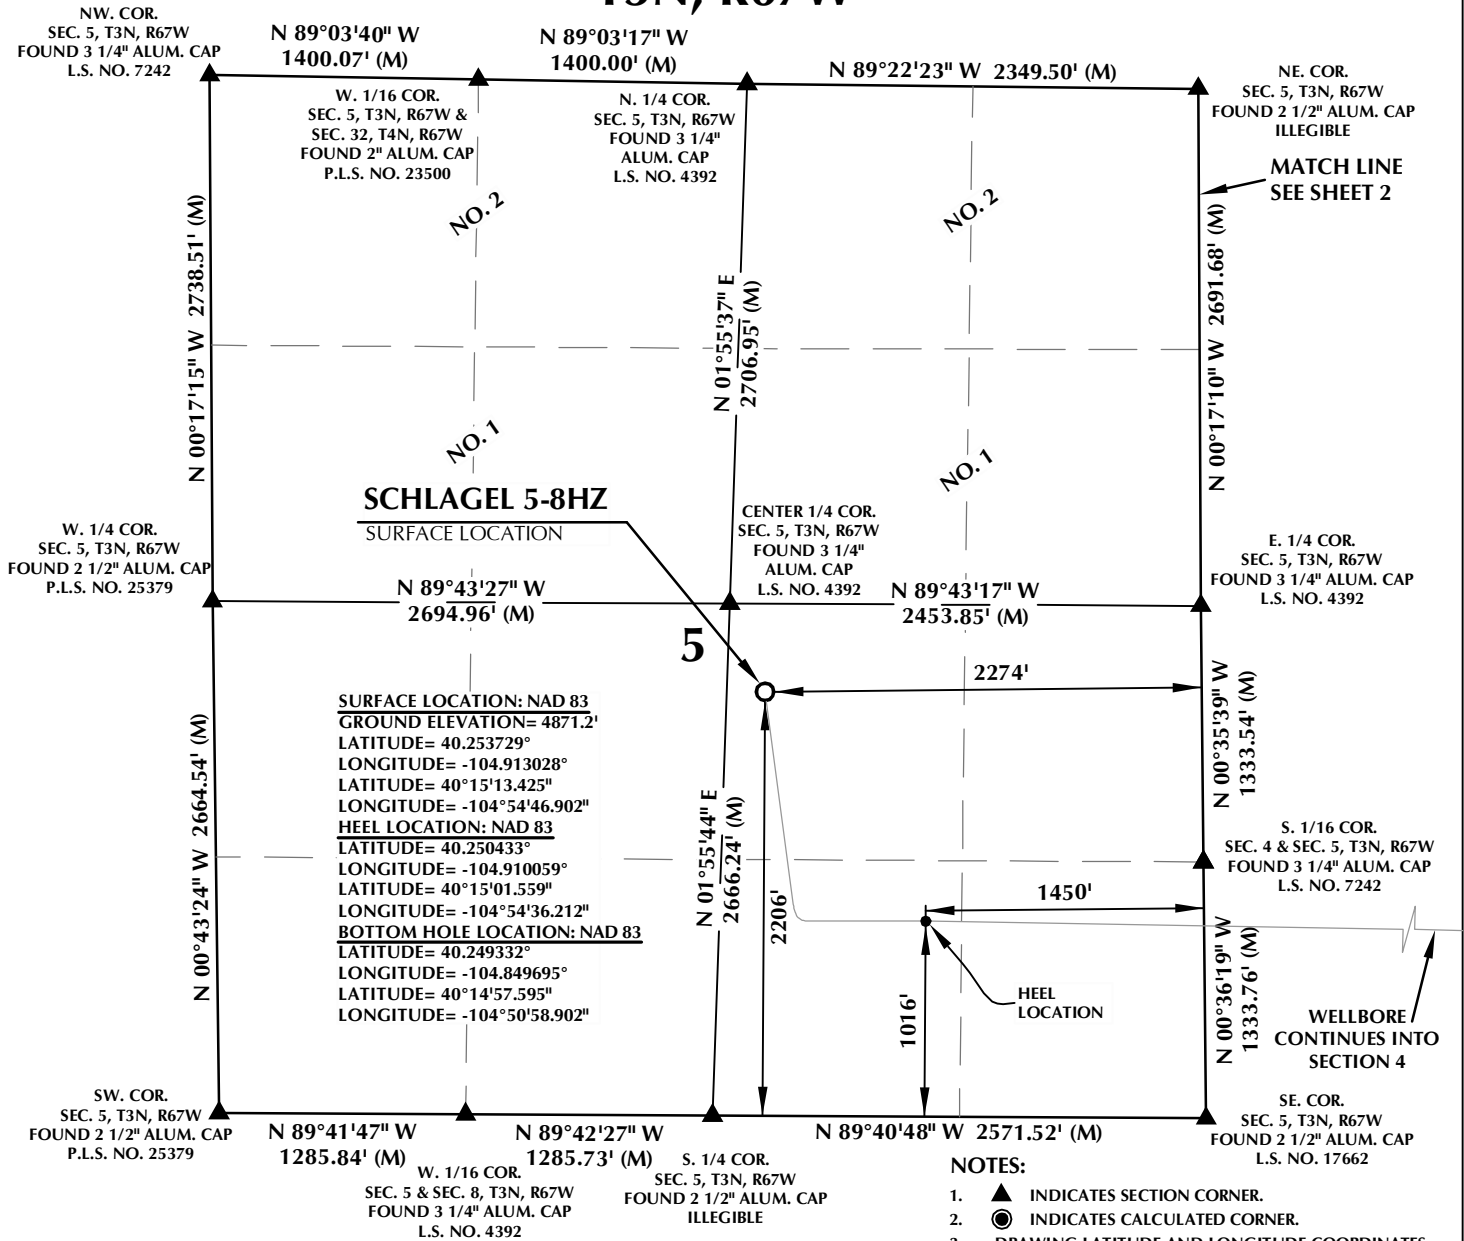 T3N, R67W
NW. COR.
SEC. 5, T3N, R67W
FOUND 3 1/4" ALUM. CAP
L.S. NO. 7242
N 89°03'40" W
1400.07' (M)
N 89°03'17" W
1400.00' (M)
N 89°22'23" W 2349.50' (M)
NE. COR.
SEC. 5, T3N, R67W
FOUND 2 1/2" ALUM. CAP
ILLEGIBLE
W. 1/16 COR.
SEC. 5, T3N, R67W &
SEC. 32, T4N, R67W
FOUND 2" ALUM. CAP
P.L.S. NO. 23500
N. 1/4 COR.
SEC. 5, T3N, R67W
FOUND 3 1/4"
ALUM. CAP
L.S. NO. 4392
MATCH LINE
SEE SHEET 2
NO. 2
NO. 2
N 00°17'15" W 2738.51' (M)
N 01°55'37" E
2706.95' (M)
N 00°17'10" W 2691.68' (M)
NO. 1
NO. 1
SCHLAGEL 5-8HZ
SURFACE LOCATION
W. 1/4 COR.
SEC. 5, T3N, R67W
FOUND 2 1/2" ALUM. CAP
P.L.S. NO. 25379
CENTER 1/4 COR.
SEC. 5, T3N, R67W
FOUND 3 1/4"
ALUM. CAP
L.S. NO. 4392
E. 1/4 COR.
SEC. 5, T3N, R67W
FOUND 3 1/4" ALUM. CAP
L.S. NO. 4392
N 89°43'27" W
2694.96' (M)
N 89°43'17" W
2453.85' (M)
5
2274'
SURFACE LOCATION: NAD 83
GROUND ELEVATION= 4871.2'
LATITUDE= 40.253729°
LONGITUDE= -104.913028°
LATITUDE= 40°15'13.425"
LONGITUDE= -104°54'46.902"
HEEL LOCATION: NAD 83
LATITUDE= 40.250433°
LONGITUDE= -104.910059°
LATITUDE= 40°15'01.559"
LONGITUDE= -104°54'36.212"
BOTTOM HOLE LOCATION: NAD 83
LATITUDE= 40.249332°
LONGITUDE= -104.849695°
LATITUDE= 40°14'57.595"
LONGITUDE= -104°50'58.902"
N 00°43'24" W 2664.54' (M)
N 01°55'44" E
2666.24' (M)
2206'
N 00°35'39" W
1333.54' (M)
S. 1/16 COR.
SEC. 4 & SEC. 5, T3N, R67W
FOUND 3 1/4" ALUM. CAP
L.S. NO. 7242
1450'
1016'
HEEL
LOCATION
N 00°36'19" W
1333.76' (M)
WELLBORE
CONTINUES INTO
SECTION 4
SW. COR.
SEC. 5, T3N, R67W
FOUND 2 1/2" ALUM. CAP
P.L.S. NO. 25379
N 89°41'47" W
1285.84' (M)
N 89°42'27" W
1285.73' (M)
N 89°40'48" W 2571.52' (M)
SE. COR.
SEC. 5, T3N, R67W
FOUND 2 1/2" ALUM. CAP
L.S. NO. 17662
W. 1/16 COR.
SEC. 5 & SEC. 8, T3N, R67W
FOUND 3 1/4" ALUM. CAP
L.S. NO. 4392
S. 1/4 COR.
SEC. 5, T3N, R67W
FOUND 2 1/2" ALUM. CAP
ILLEGIBLE
NOTES:
1. INDICATES SECTION CORNER.
2. INDICATES CALCULATED CORNER.
3. DRAWING LATITUDE AND LONGITUDE COORDINATES